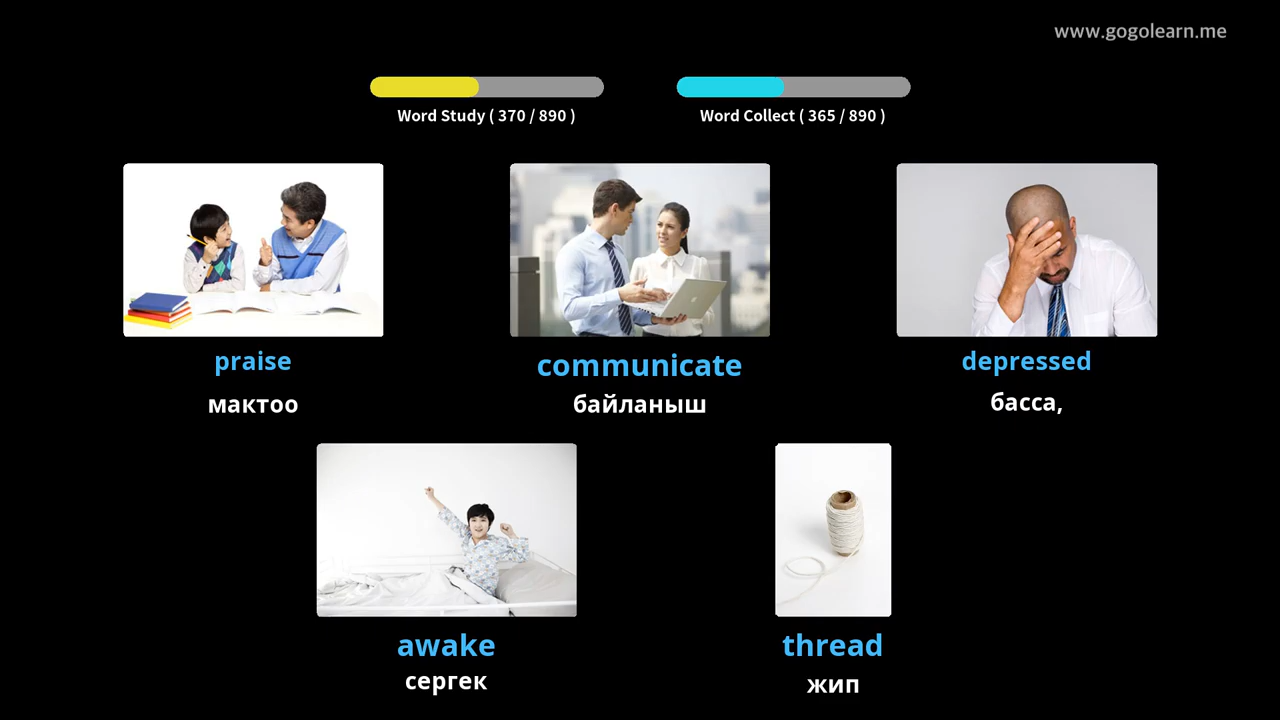 www.gogolearn.me
Word Study ( 370 / 890 )
Word Collect ( 365 / 890 )
praise
communicate
depressed
мактоо
байланыш
басса,
awake
thread
сергек
жип